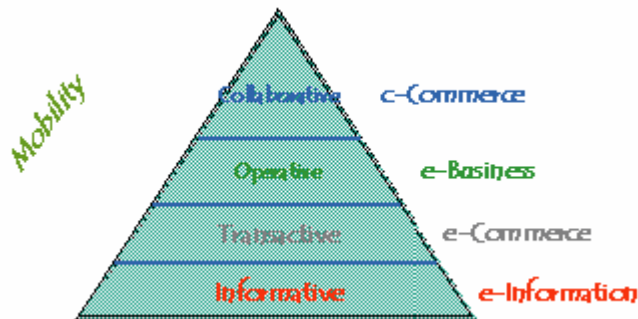 Mobility
Collaborative c-Commerce
Operative e-Business
Transactive e-Commerce
Informative e-Information